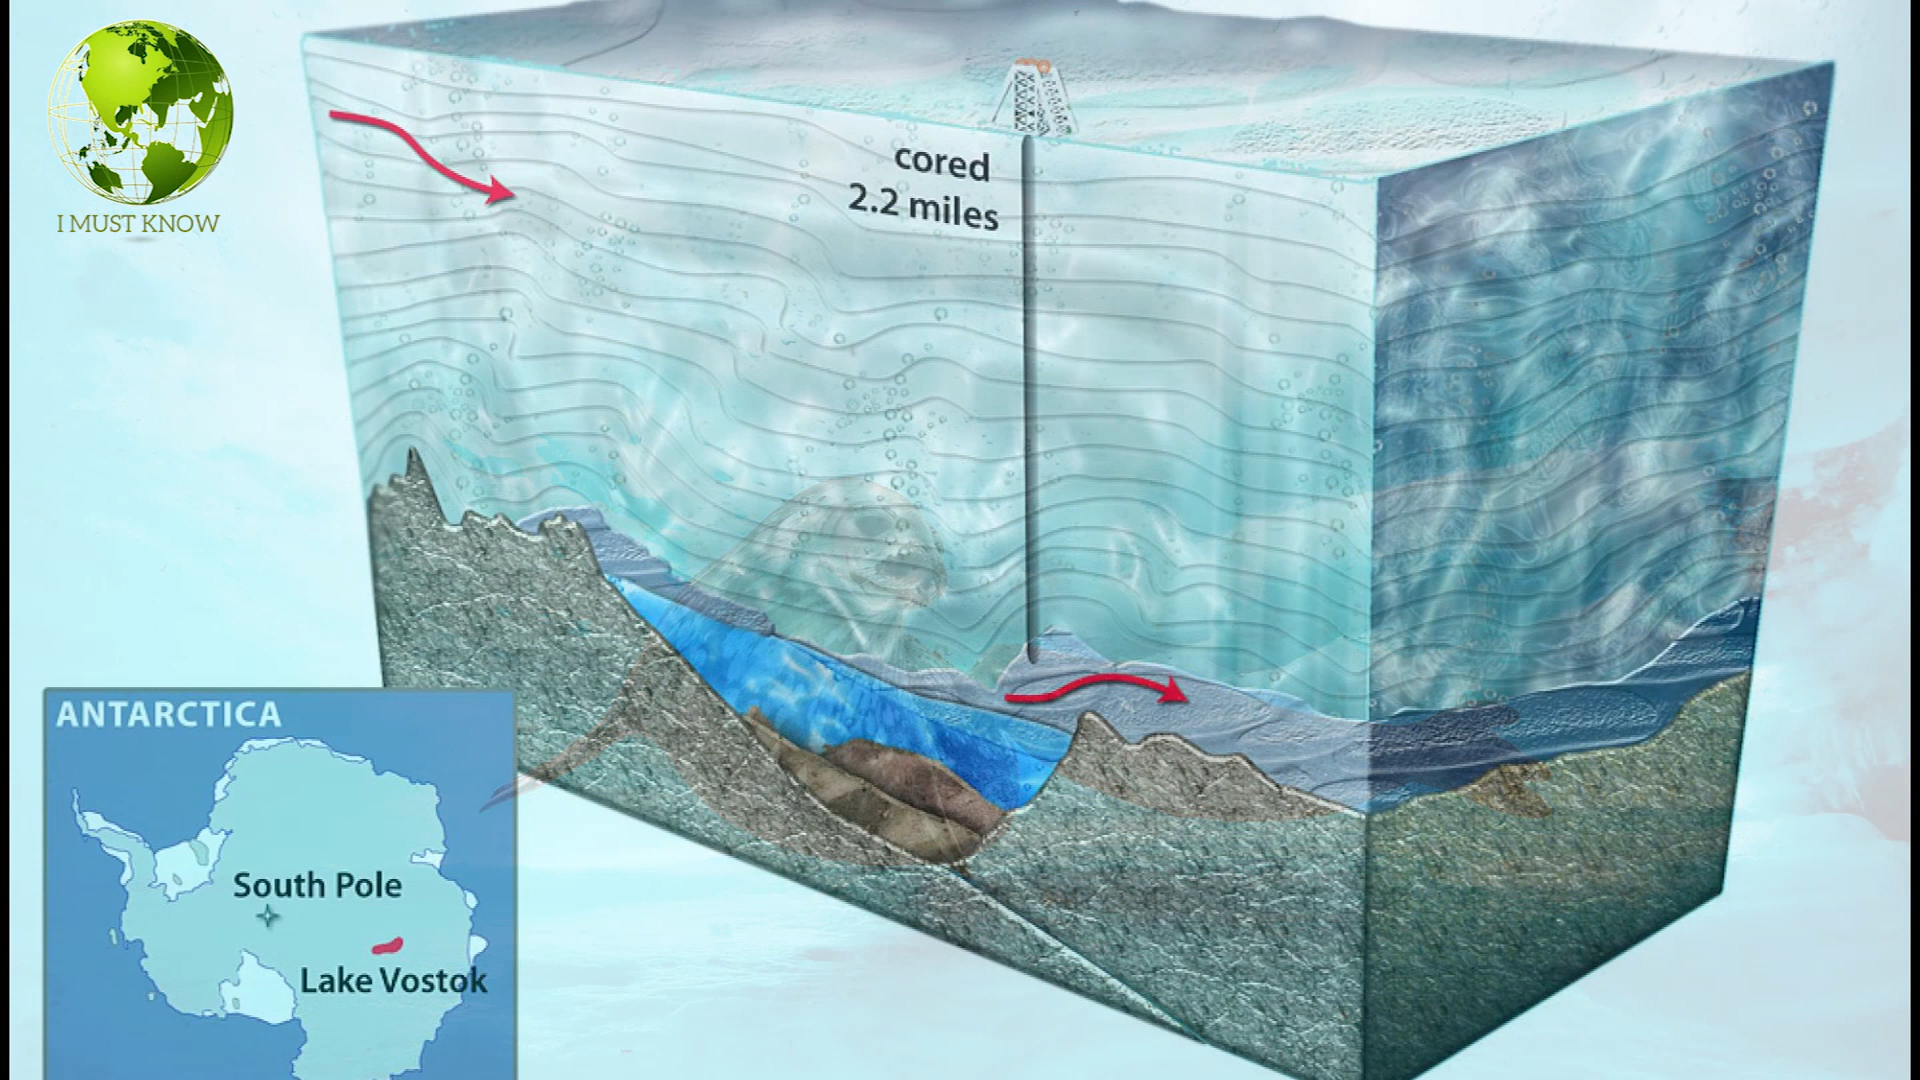 I MUST KNOW
cored
2.2 miles
ANTARCTICA
South Pole
Lake Vostok